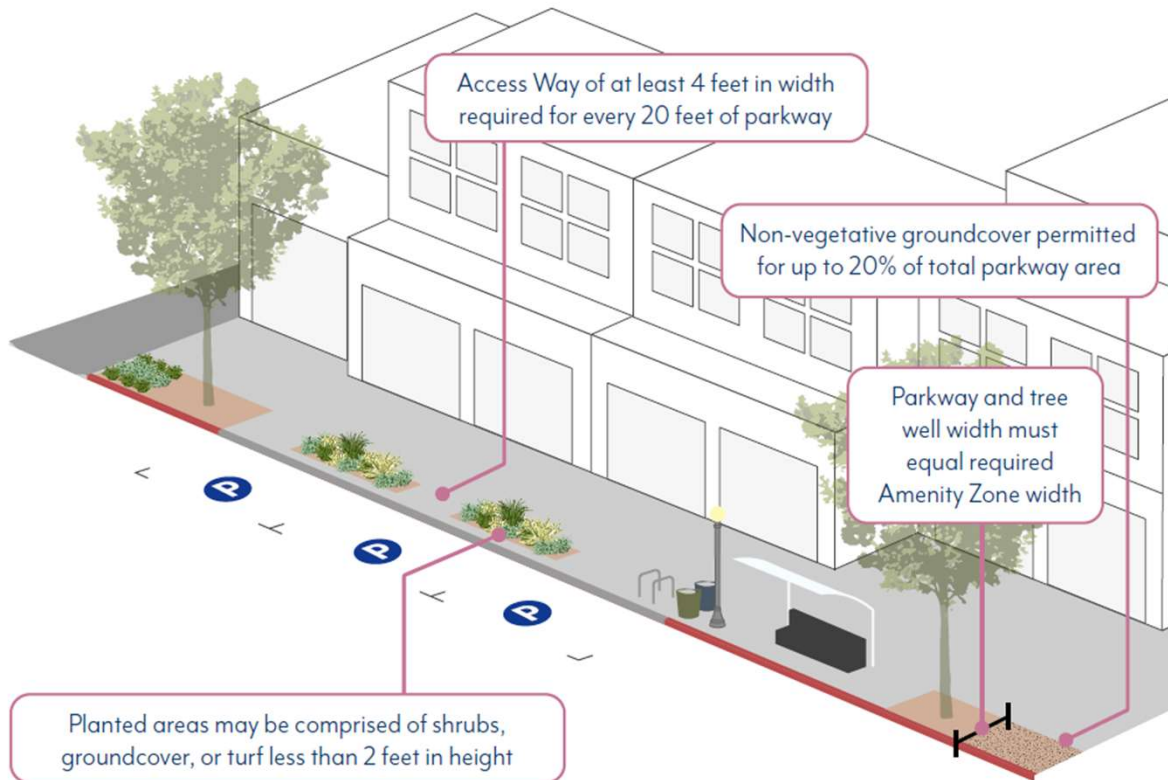 Access Way of at least 4 feet in width
required for every 20 feet of parkway
Non-vegetative groundcover permitted
for up to 20% of total parkway area
Parkway and tree
well width must
equal required
Amenity Zone width
P
P
P
Planted areas may be comprised of shrubs,
groundcover, or turf less than 2 feet in height